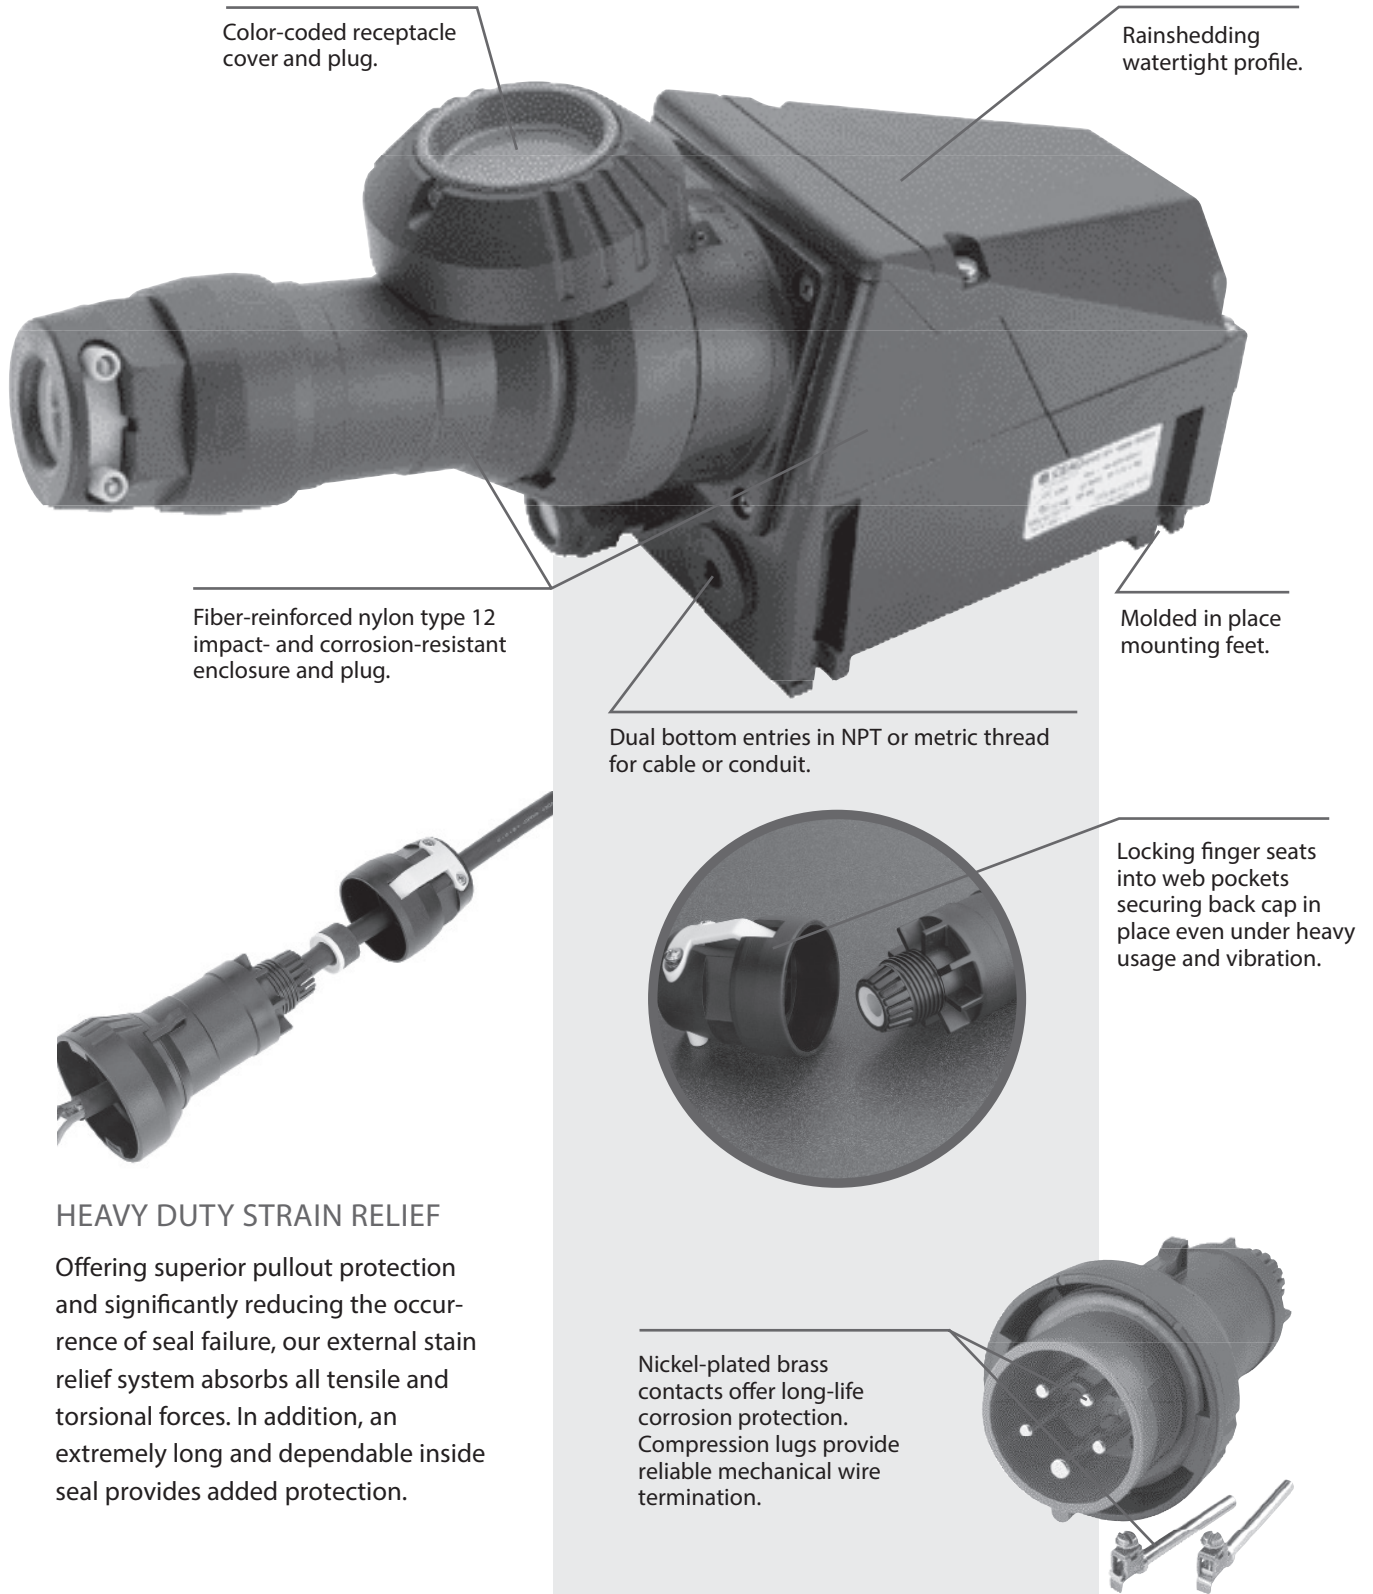 Color-coded receptacle
cover and plug.
Rainshedding
watertight profile.
Fiber-reinforced nylon type 12
impact- and corrosion-resistant
enclosure and plug.
Molded in place
mounting feet.
Dual bottom entries in NPT or metric thread
for cable or conduit.
Locking finger seats
into web pockets
securing back cap in
place even under heavy
usage and vibration.
HEAVY DUTY STRAIN RELIEF
Offering superior pullout protection
and significantly reducing the occur-
rence of seal failure, our external stain
relief system absorbs all tensile and
torsional forces. In addition, an
extremely long and dependable inside
seal provides added protection.
Nickel-plated brass
contacts offer long-life
corrosion protection.
Compression lugs provide
reliable mechanical wire
termination.